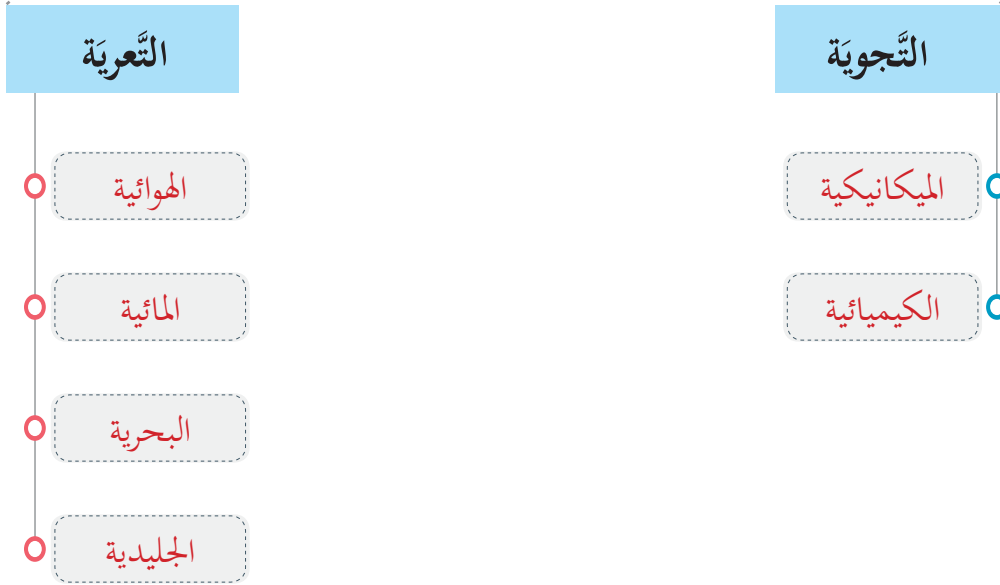 التَّجويَة
الميكانيكية
الكيميائية
التَّعريَة
الهوائية
المائية
البحرية
الجليدية